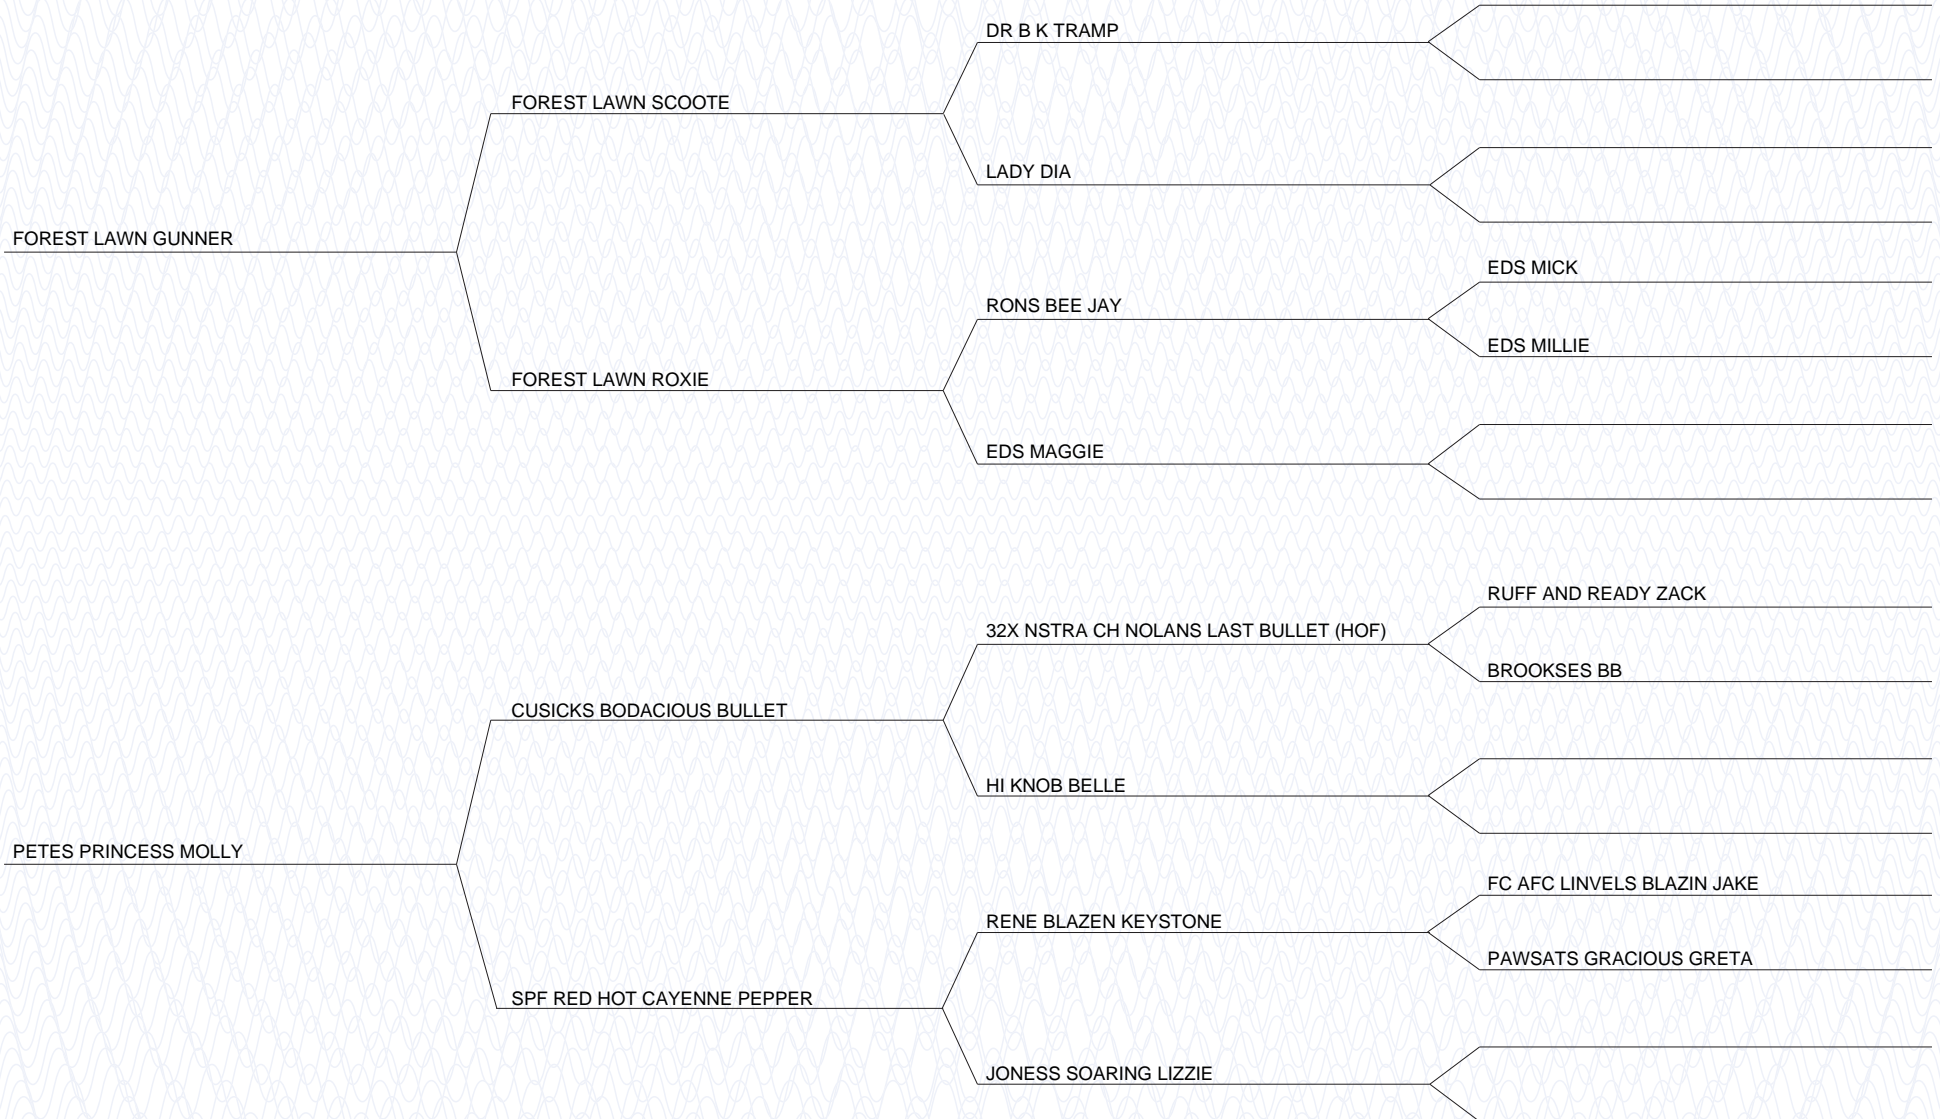 DR B K TRAMP
FOREST LAWN SCOOTE
LADY DIA
FOREST LAWN GUNNER
EDS MICK
RONS BEE JAY
EDS MILLIE
FOREST LAWN ROXIE
EDS MAGGIE
RUFF AND READY ZACK
32X NSTRA CH NOLANS LAST BULLET (HOF)
BROOKSES BB
CUSICKS BODACIOUS BULLET
HI KNOB BELLE
PETES PRINCESS MOLLY
FC AFC LINVELS BLAZIN JAKE
RENE BLAZEN KEYSTONE
PAWSATS GRACIOUS GRETA
SPF RED HOT CAYENNE PEPPER
JONESS SOARING LIZZIE